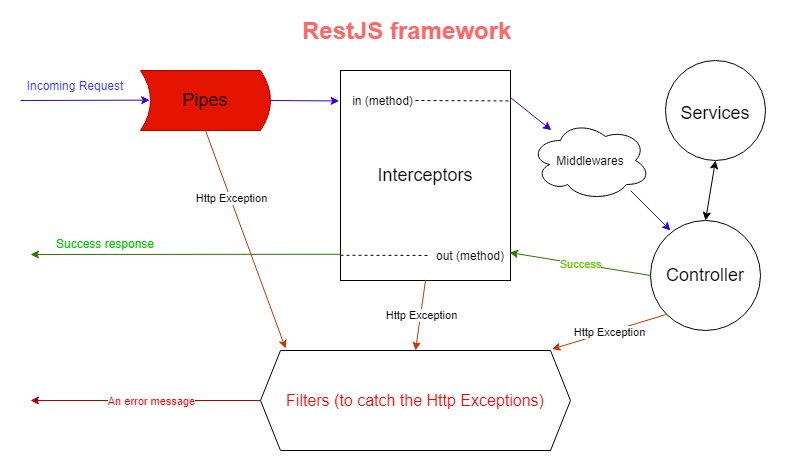 RestJS framework
Incoming Request
Pipes
in (method)
Services
Middlewares
Interceptors
Http Exception
Success response
out (method)
Success
Controller
Http Exception
Http Exception
An error message
Filters (to catch the Http Exceptions)